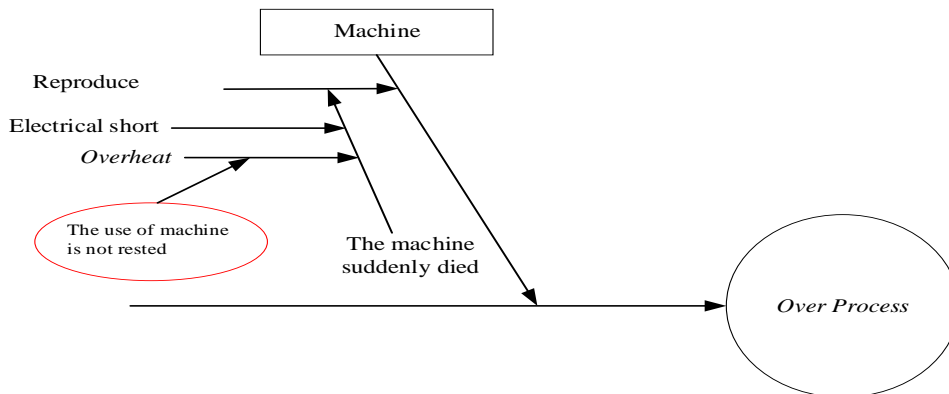 Machine
Reproduce
Electrical short
Overheat
The use of machine
is not rested
The machine
suddenly died
Over Process